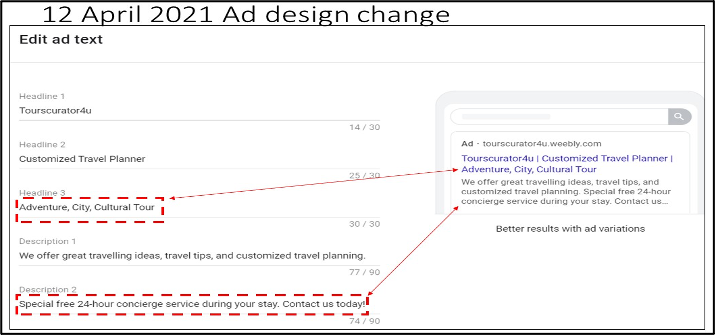 12 April 2021 Ad design change
Edit ad text
Headline 1
Tourscurator4u
14 / 30
Headline 2
Customized Travel Planner
25 / 30
Headline 3
Adventure, City, Cultural Tour
30 / 30
Description 1
We offer great travelling ideas, travel tips, and customized travel planning.
77 / 90
Description 2
Special free 24-hour concierge service during your stay. Contact us today!
74 / 90
Ad · tourscurator4u.weebly.com
Tourscurator4u | Customized Travel Planner |
Adventure, City, Cultural Tour
We offer great travelling ideas, travel tips, and
customized travel planning. Special free 24-hour
concierge service during your stay. Contact us...
Better results with ad variations